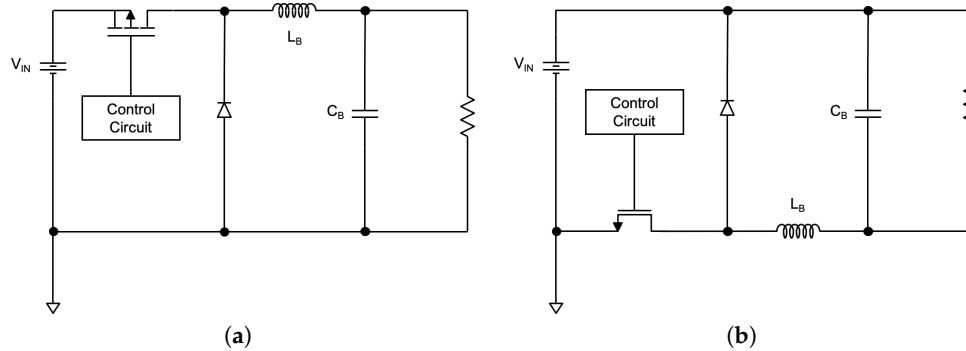 L_B
V_IN
Control
Circuit
C_B
(a)
V_IN
Control
Circuit
C_B
L_B
(b)